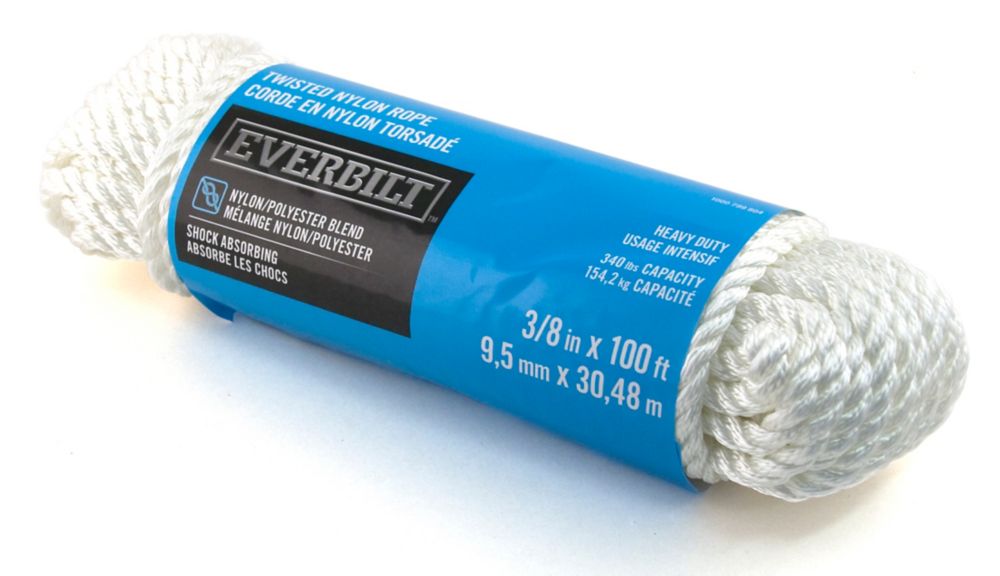 TWISTED NYLON ROPE
CORDE EN NYLON TORSADÉ
EVERBILT™
NYLON/POLYESTER BLEND
MÉLANGE NYLON/POLYESTER
SHOCK ABSORBING
ABSORBE LES CHOCS
HEAVY DUTY
USAGE INTENSIF
340 lbs CAPACITY
154,2 kg CAPACITÉ
3/8 in x 100 ft
9,5 mm x 30,48 m